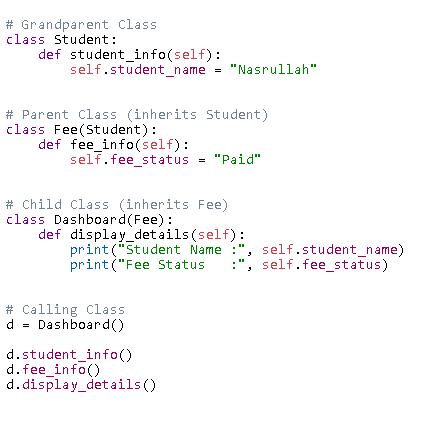 # Grandparent Class
class Student:
    def student_info(self):
        self.student_name = "Nasrullah"
# Parent Class (inherits Student)
class Fee(Student):
    def fee_info(self):
        self.fee_status = "Paid"
# Child Class (inherits Fee)
class Dashboard(Fee):
    def display_details(self):
        print("Student Name :", self.student_name)
        print("Fee Status   :", self.fee_status)
# Calling Class
d = Dashboard()
d.student_info()
d.fee_info()
d.display_details()